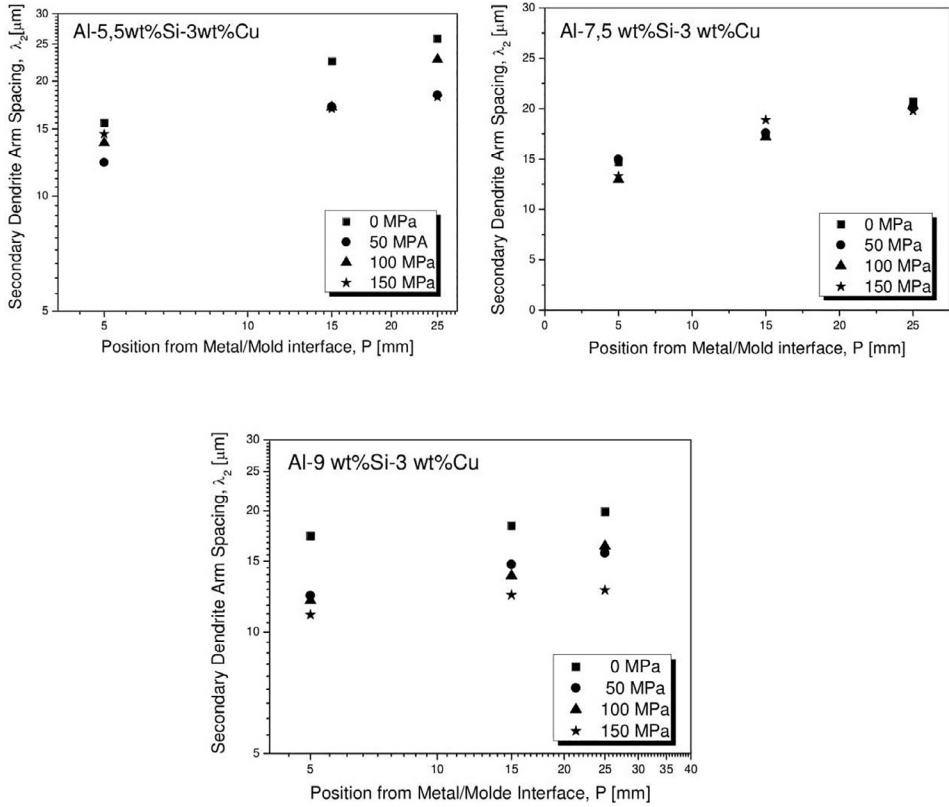 Al-5,5wt%Si-3wt%Cu
Secondary Dendrite Arm Spacing, λ2[μm]
30
25
20
15
10
5
0 MPa
50 MPA
100 MPa
150 MPa
5
10
15
20
25
Position from Metal/Mold interface, P [mm]
Al-7,5 wt%Si-3 wt%Cu
Secondary Dendrite Arm Spacing, λ2 [μm]
30
25
20
15
10
5
0
0 MPa
50 MPa
100 MPa
150 MPa
0
5
10
15
20
25
Position from Metal/Mold interface, P [mm]
Al-9 wt%Si-3 wt%Cu
Secondary Dendrite Arm Spacing, λ2 [μm]
30
25
20
15
10
5
0 MPa
50 MPa
100 MPa
150 MPa
5
10
15
20
25
30
35
40
Position from Metal/Molde Interface, P [mm]